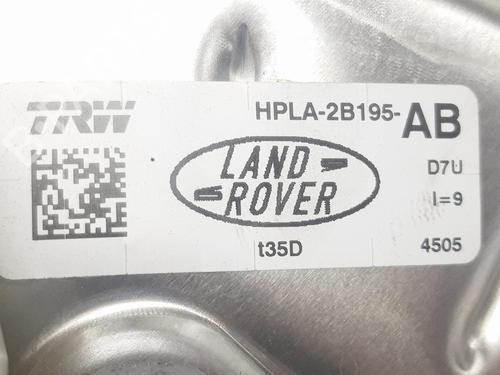 TRW
HPLA-2B195-AB
LAND
ROVER
D7U
I=9
t35D
4505